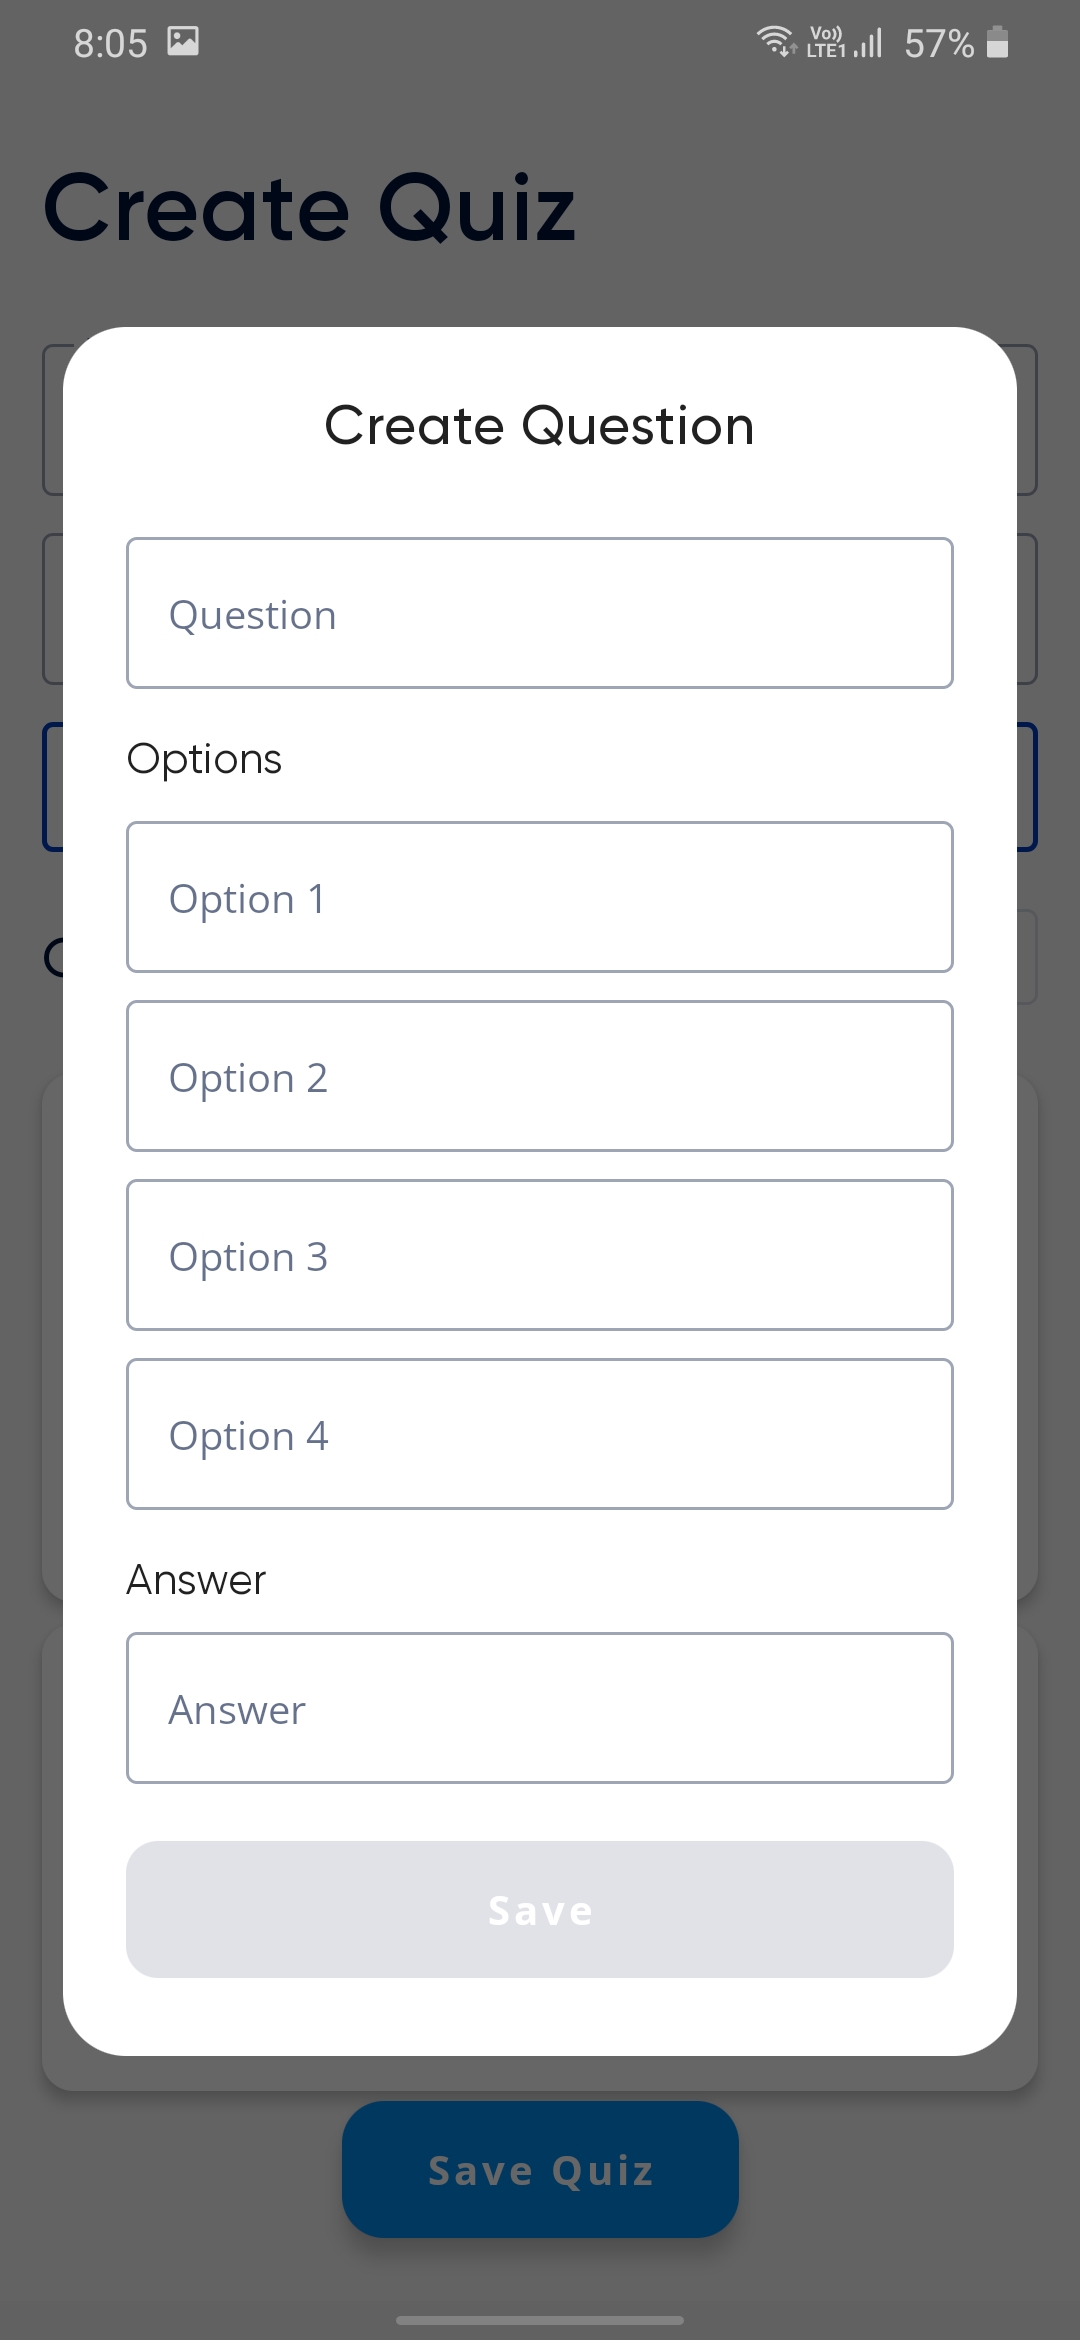 8:05 Vo)) LTE1 57%
Create Quiz
Create Question
Question
Options
Option 1
Option 2
Option 3
Option 4
Answer
Answer
Save
Save Quiz